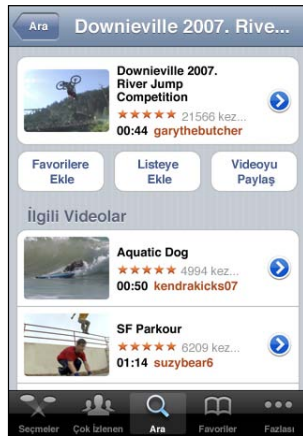 Ara
Downieville 2007. Rive...
Downieville 2007.
River Jump
Competition
★★★★★ 21566 kez...
00:44 garythebutcher
Favorilere
Ekle
Listeye
Ekle
Videoyu
Paylaş
İlgili Videolar
Aquatic Dog
★★★★★ 4994 kez...
00:50 kendrakicks07
SF Parkour
★★★★★ 6209 kez...
01:14 suzybear6
Seçmeler
Çok İzlenen
Ara
Favoriler
Fazlası